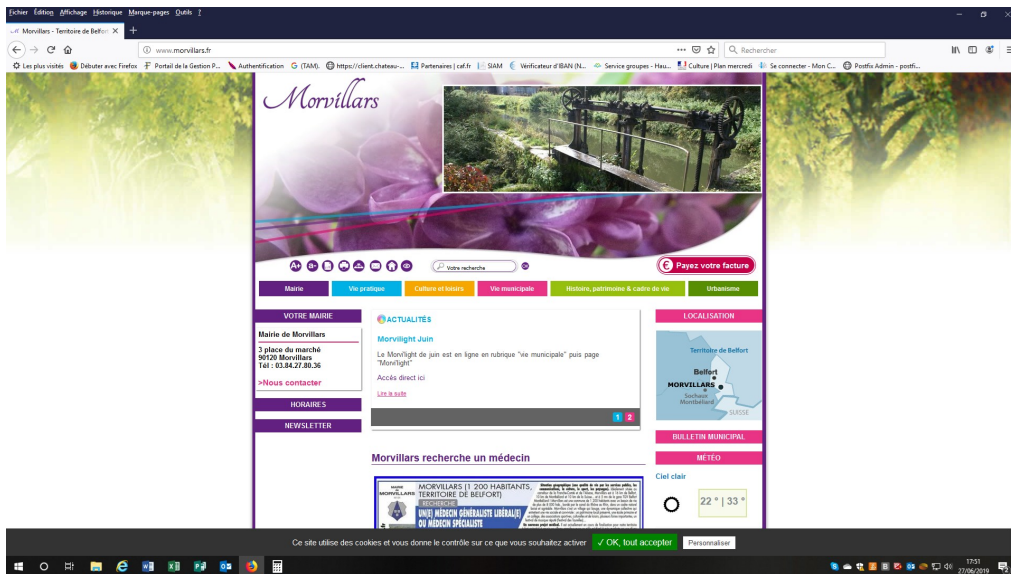 Fichier Édition Affichage Historique Marque-pages Outils ?
Morvillars - Territoire de Belfort
www.morvillars.fr
Rechercher
Les plus visités Débuter avec Firefox Portail de la Gestion P... Authentification (TAM). https://client.chateau-... Partenaires | caf.fr SIAM Vérificateur d'IBAN (N... Service groupes - Hau... Culture | Plan mercredi Se connecter - Mon C... Postfix Admin - postfi...
Morvillars
A+ a- Votre recherche OK € Payez votre facture
Mairie Vie pratique Culture et loisirs Vie municipale Histoire, patrimoine & cadre de vie Urbanisme
VOTRE MAIRIE
Mairie de Morvillars
3 place du marché
90120 Morvillars
Tél : 03.84.27.80.36
>Nous contacter
HORAIRES
NEWSLETTER
ACTUALITÉS
Morvilight Juin
Le Morvi'light de juin est en ligne en rubrique "vie municipale" puis page
"Morvi'light"
Accès direct ici
Lire la suite
1 2
Morvillars recherche un médecin
MAIRIE
MORVILLARS
MORVILLARS (1 200 HABITANTS,
TERRITOIRE DE BELFORT)
RECHERCHE
UN(E) MÉDECIN GÉNÉRALISTE LIBÉRAL(E)
OU MÉDECIN SPÉCIALISTE
LOCALISATION
Territoire de Belfort
Belfort
MORVILLARS
Sochaux
Montbéliard
SUISSE
BULLETIN MUNICIPAL
MÉTÉO
Ciel clair
22 ° | 33 °
Ce site utilise des cookies et vous donne le contrôle sur ce que vous souhaitez activer ✓ OK, tout accepter Personnaliser
17:51
27/06/2019